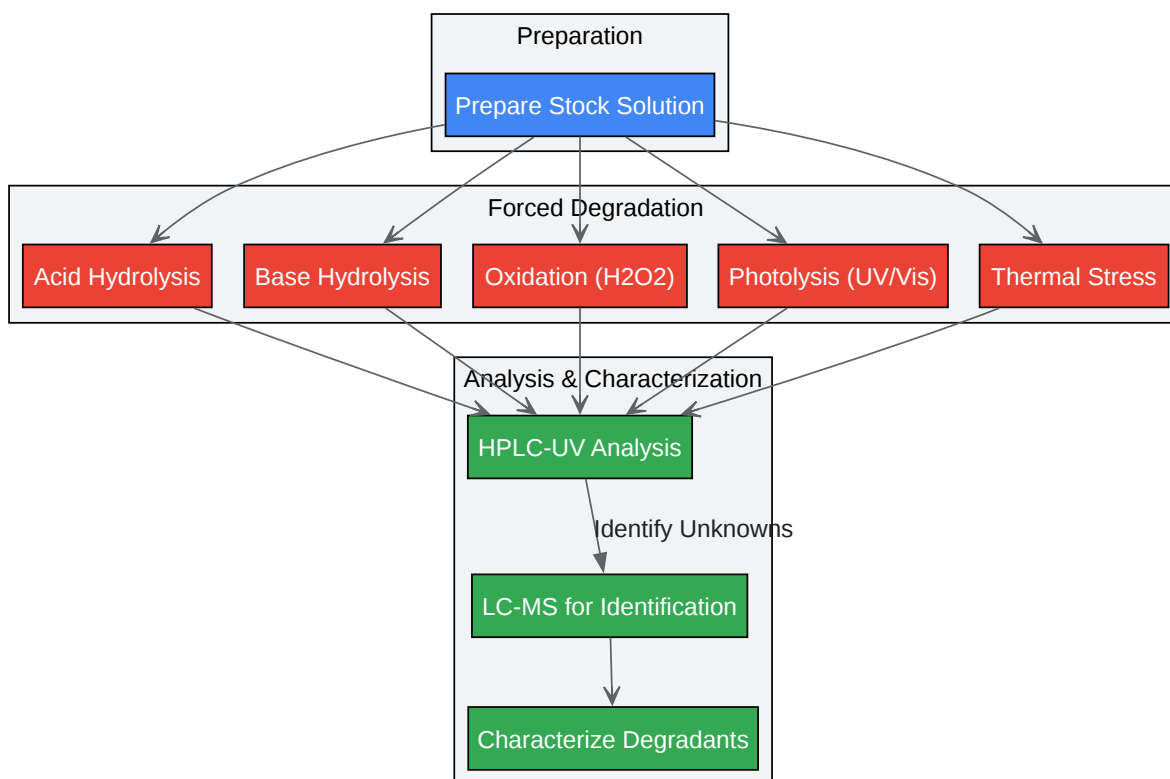 Preparation
Prepare Stock Solution
Forced Degradation
Acid Hydrolysis
Base Hydrolysis
Oxidation (H2O2)
Photolysis (UV/Vis)
Thermal Stress
Analysis & Characterization
HPLC-UV Analysis
Identify Unknowns
LC-MS for Identification
Characterize Degradants